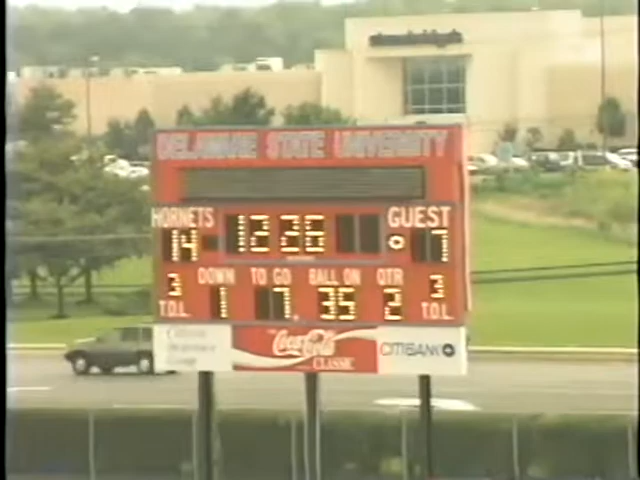 DELAWARE STATE UNIVERSITY
HORNETS 12 26 GUEST
14 7
3 DOWN TO GO BALL ON QTR 3
T.O.L. 1 7 35 2 T.O.L.
Coca-Cola CITIBANK
CLASSIC